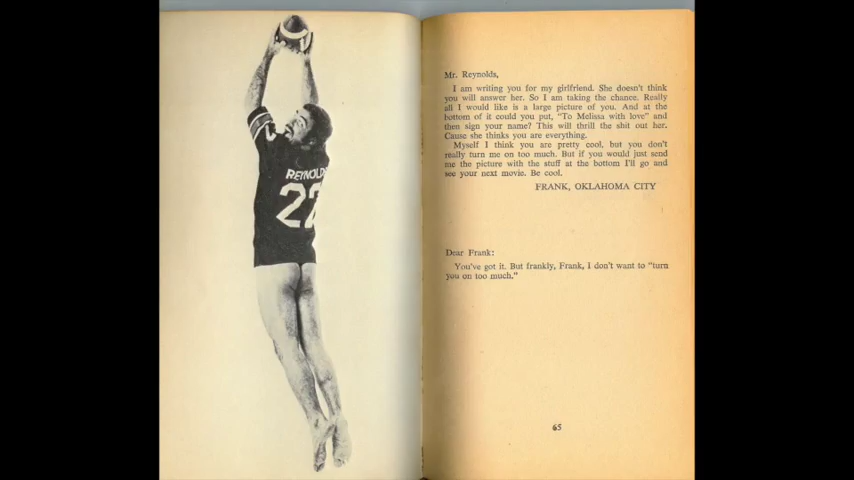 REYNOLDS
22
Mr. Reynolds,
I am writing you for my girlfriend. She doesn't think
you will answer her. So I am taking the chance. Really
all I would like is a large picture of you. And at the
bottom of it could you put, "To Melissa with love" and
then sign your name? This will thrill the shit out her.
Cause she thinks you are everything.
Myself I think you are pretty cool, but you don't
really turn me on too much. But if you would just send
me the picture with the stuff at the bottom I'll go and
see your next movie. Be cool.
FRANK, OKLAHOMA CITY
Dear Frank:
You've got it. But frankly, Frank, I don't want to "turn
you on too much."
65